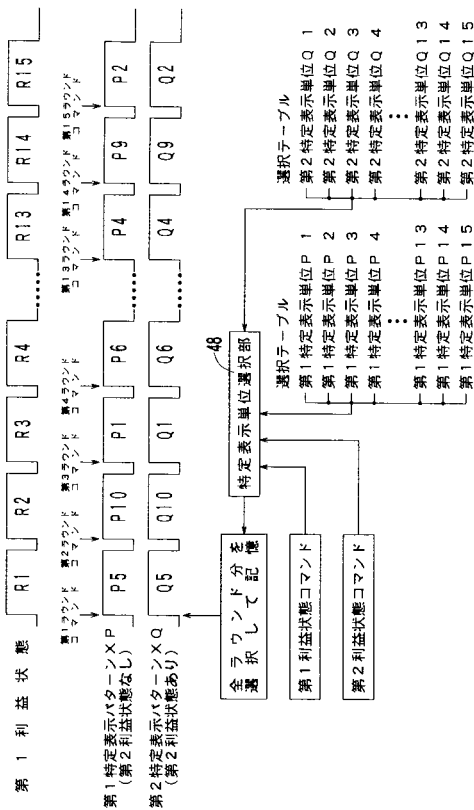 第1利益状態
R1 R2 R3 R4 R13 R14 R15
第1ラウンドコマンド 第2ラウンドコマンド 第3ラウンドコマンド 第4ラウンドコマンド 第13ラウンドコマンド 第14ラウンドコマンド 第15ラウンドコマンド
第1特定表示パターンXP
(第2利益状態なし)
P5 P10 P1 P6 P4 P9 P2
第2特定表示パターンXQ
(第2利益状態あり)
Q5 Q10 Q1 Q6 Q4 Q9 Q2
全ラウンド分を
選択して記憶
特定表示単位選択部
48
第1利益状態コマンド
第2利益状態コマンド
選択テーブル
第1特定表示単位P1
第1特定表示単位P2
第1特定表示単位P3
第1特定表示単位P4
第1特定表示単位P13
第1特定表示単位P14
第1特定表示単位P15
選択テーブル
第2特定表示単位Q1
第2特定表示単位Q2
第2特定表示単位Q3
第2特定表示単位Q4
第2特定表示単位Q13
第2特定表示単位Q14
第2特定表示単位Q15